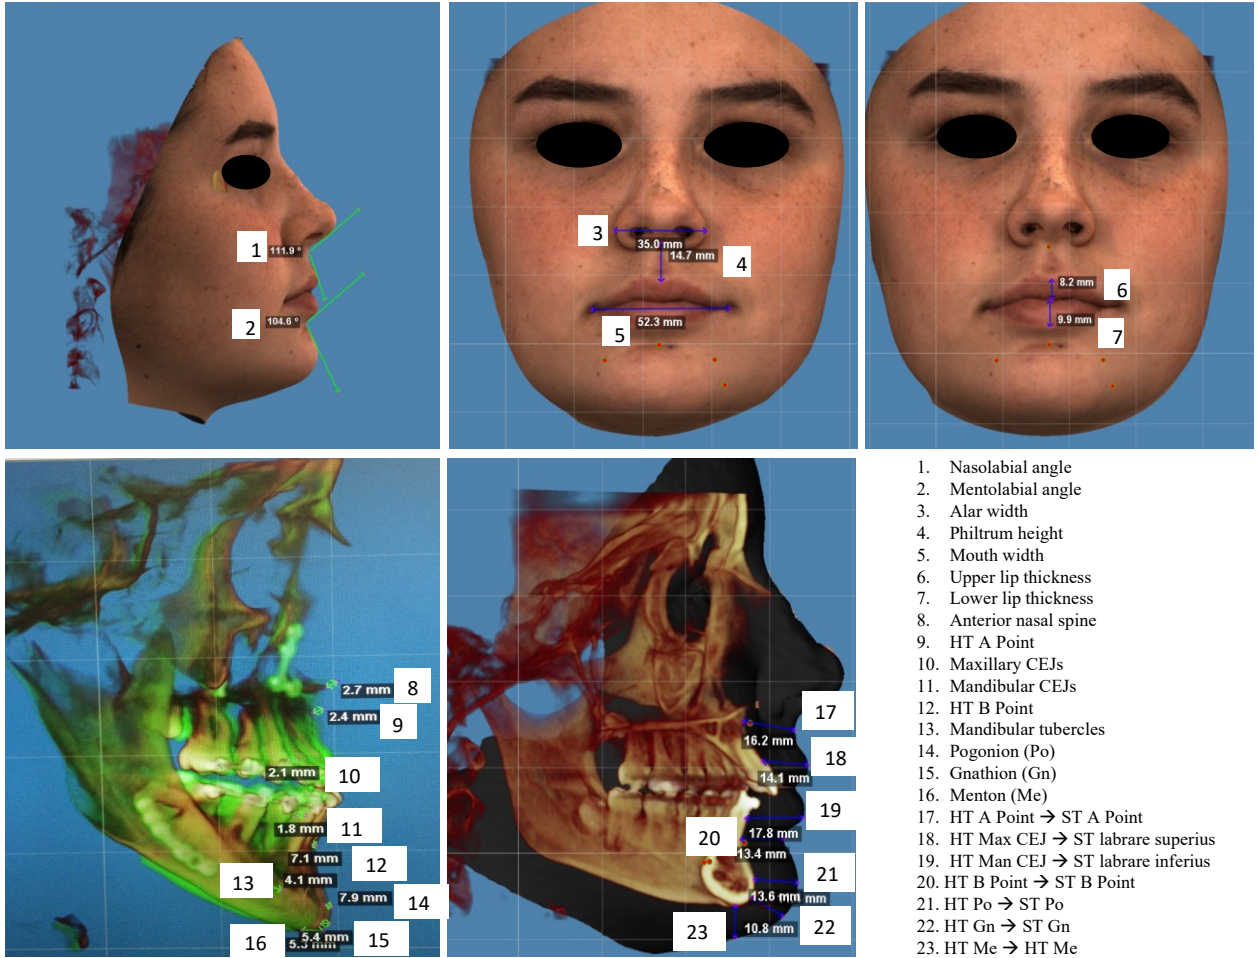 1
111.9 °
2
104.6 °
3
35.0 mm
14.7 mm
4
5
52.3 mm
8.2 mm
6
9.9 mm
7
2.7 mm
8
2.4 mm
9
2.1 mm
10
1.8 mm
11
7.1 mm
12
13
4.1 mm
7.9 mm
14
16
5.4 mm
15
17
16.2 mm
18
14.1 mm
19
17.8 mm
20
13.4 mm
21
13.6 mm
mm
22
10.8 mm
23
1. Nasolabial angle
2. Mentolabial angle
3. Alar width
4. Philtrum height
5. Mouth width
6. Upper lip thickness
7. Lower lip thickness
8. Anterior nasal spine
9. HT A Point
10. Maxillary CEJs
11. Mandibular CEJs
12. HT B Point
13. Mandibular tubercles
14. Pogonion (Po)
15. Gnathion (Gn)
16. Menton (Me)
17. HT A Point → ST A Point
18. HT Max CEJ → ST labrare superius
19. HT Man CEJ → ST labrare inferius
20. HT B Point → ST B Point
21. HT Po → ST Po
22. HT Gn → ST Gn
23. HT Me → HT Me